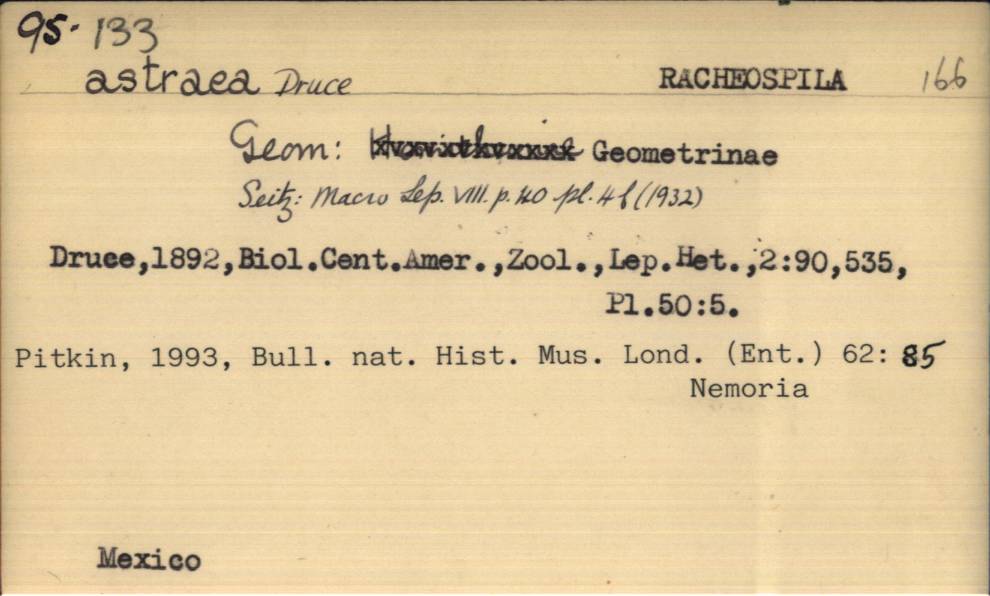 95. 133
astraea Druce RACHEOSPILA 166
Geom: Geometrinae
Seitz: Macro Lep. VIII. p. 40 pl. 4f (1932)
Druce,1892,Biol.Cent.Amer.,Zool.,Lep.Het.,2:90,535,
Pl.50:5.
Pitkin, 1993, Bull. nat. Hist. Mus. Lond. (Ent.) 62: 85
Nemoria
Mexico